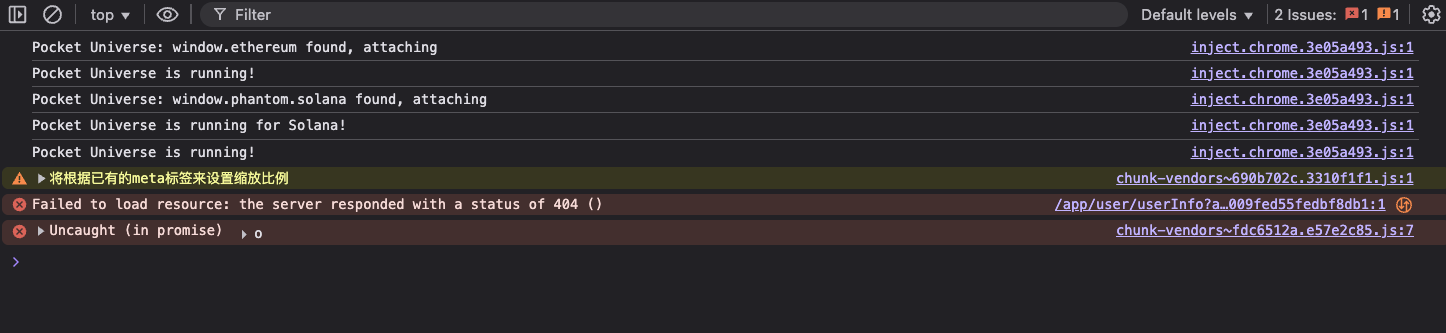 top Filter Default levels 2 Issues: 1 1
Pocket Universe: window.ethereum found, attaching inject.chrome.3e05a493.js:1
Pocket Universe is running! inject.chrome.3e05a493.js:1
Pocket Universe: window.phantom.solana found, attaching inject.chrome.3e05a493.js:1
Pocket Universe is running for Solana! inject.chrome.3e05a493.js:1
Pocket Universe is running! inject.chrome.3e05a493.js:1
将根据已有的meta标签来设置缩放比例 chunk-vendors~690b702c.3310f1f1.js:1
Failed to load resource: the server responded with a status of 404 () /app/user/userInfo?a…009fed55fedbf8db1:1
Uncaught (in promise) o chunk-vendors~fdc6512a.e57e2c85.js:7